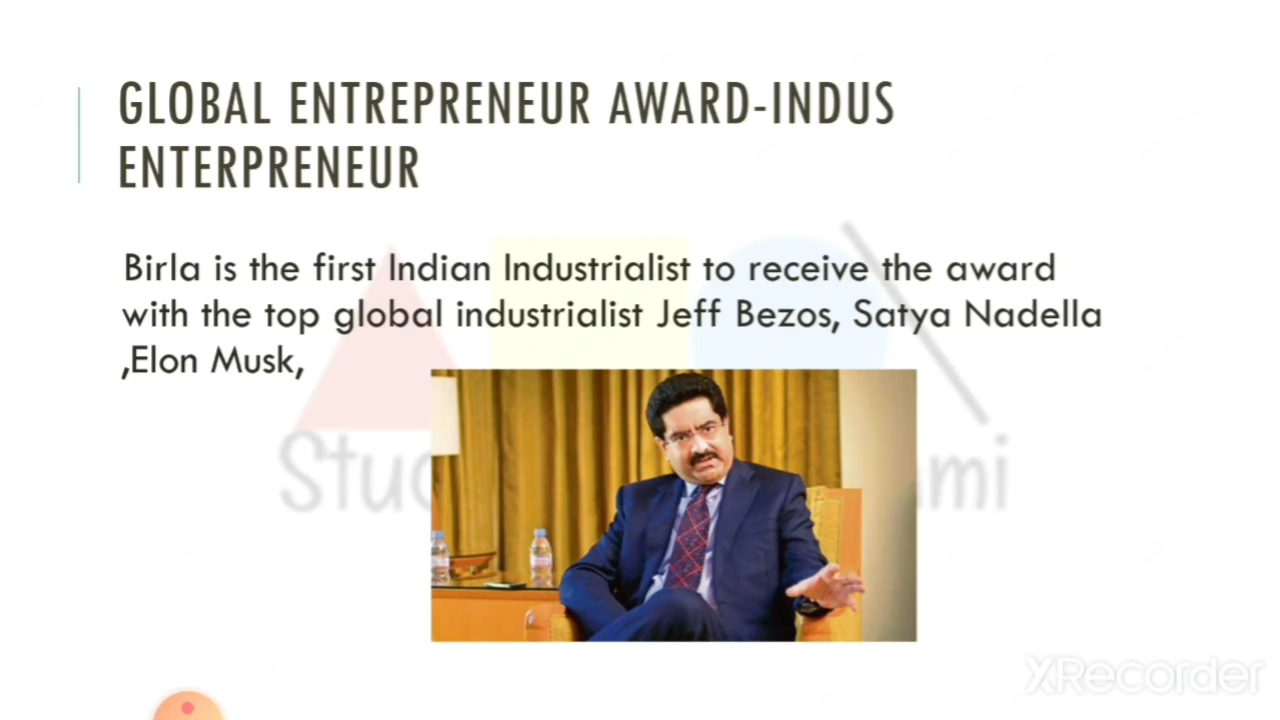 GLOBAL ENTREPRENEUR AWARD-INDUS
ENTERPRENEUR
Birla is the first Indian Industrialist to receive the award
with the top global industrialist Jeff Bezos, Satya Nadella
,Elon Musk,
XRecorder